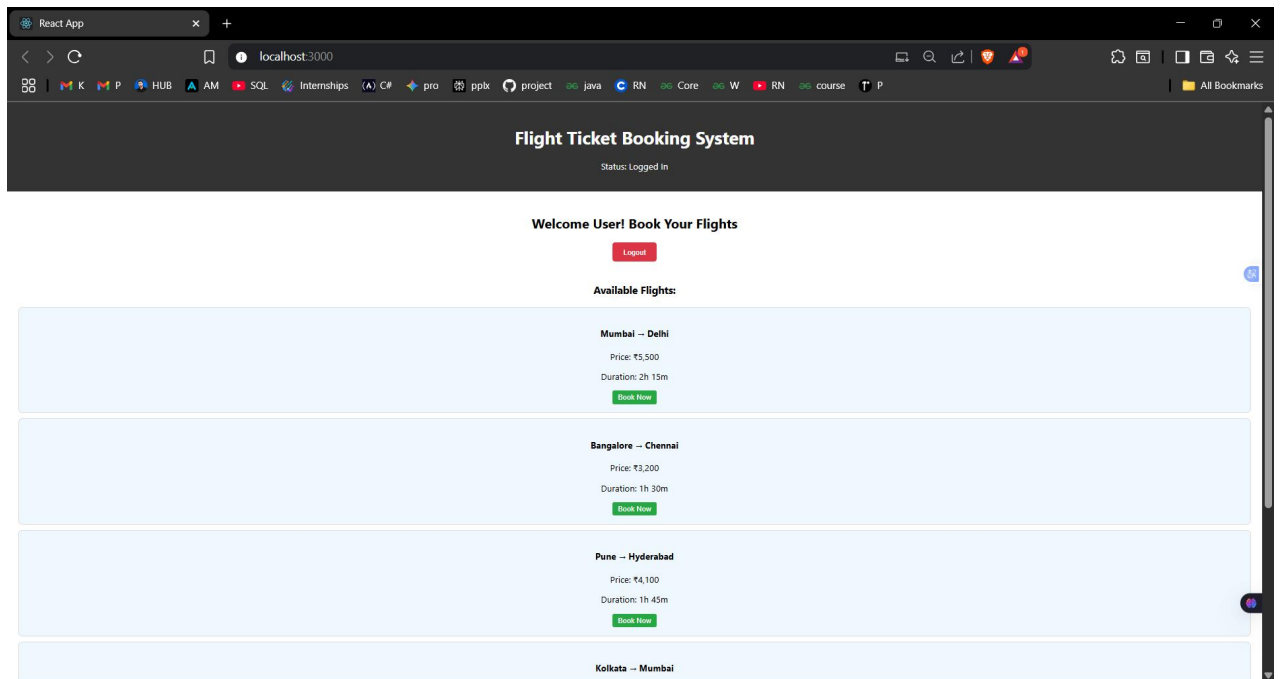 React App
localhost:3000
M K M P HUB AM SQL Internships C# pro pplx project java RN Core W RN course P All Bookmarks
Flight Ticket Booking System
Status: Logged In
Welcome User! Book Your Flights
Logout
Available Flights:
Mumbai → Delhi
Price: ₹5,500
Duration: 2h 15m
Book Now
Bangalore → Chennai
Price: ₹3,200
Duration: 1h 30m
Book Now
Pune → Hyderabad
Price: ₹4,100
Duration: 1h 45m
Book Now
Kolkata → Mumbai